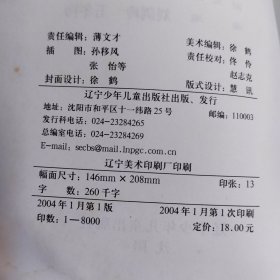 责任编辑：薄文才 美术编辑：徐鹤
插 图：孙移风 责任校对：佟伶
张 怡等 赵志克
封面设计：徐 鹤 版式设计：慧讯
辽宁少年儿童出版社出版、发行
地址：沈阳市和平区十一纬路25号 邮编：110003
发行科电话：024-23284265
总编室电话：024-23284269
E-mail：secbs@mail.lnpgc.com.cn
辽宁美术印刷厂印刷
幅面尺寸：146mm×208mm 印张：13
字 数：260千字
2004年1月第1版 2004年1月第1次印刷
印数：1—8000 定价：18.00元